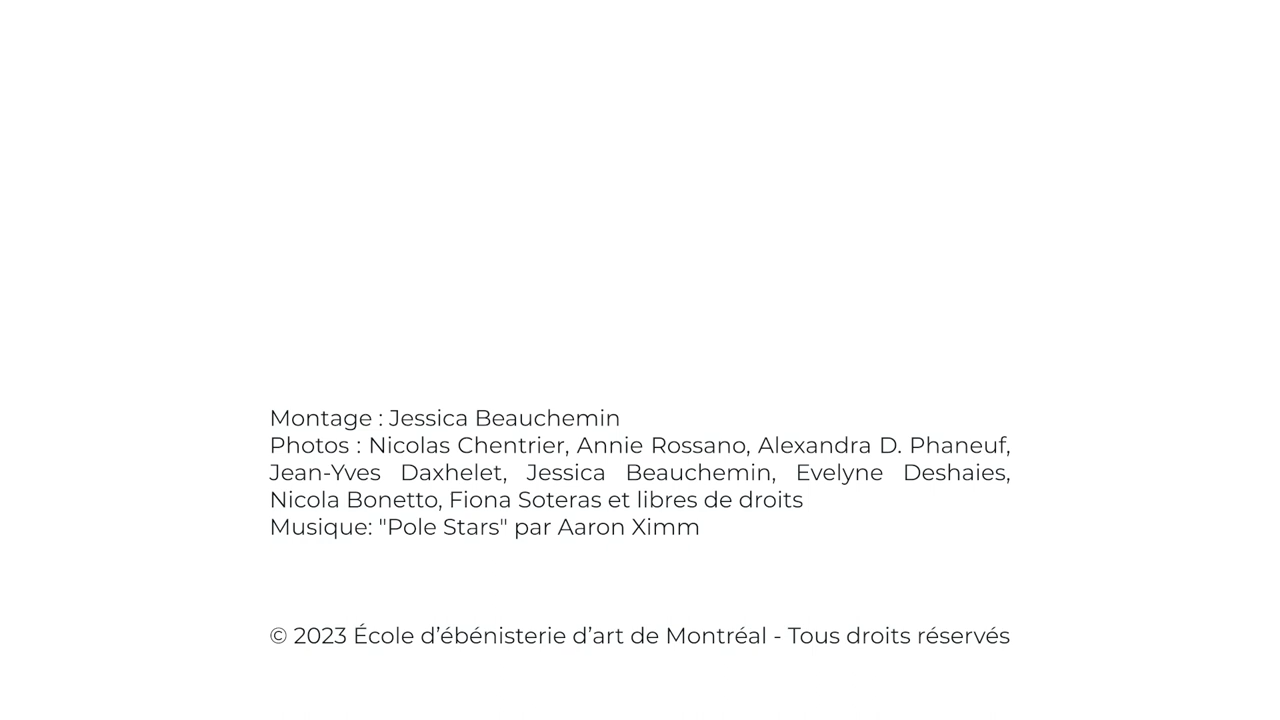 Montage : Jessica Beauchemin
Photos : Nicolas Chentrier, Annie Rossano, Alexandra D. Phaneuf,
Jean-Yves Daxhelet, Jessica Beauchemin, Evelyne Deshaies,
Nicola Bonetto, Fiona Soteras et libres de droits
Musique: "Pole Stars" par Aaron Ximm
© 2023 École d’ébénisterie d’art de Montréal - Tous droits réservés